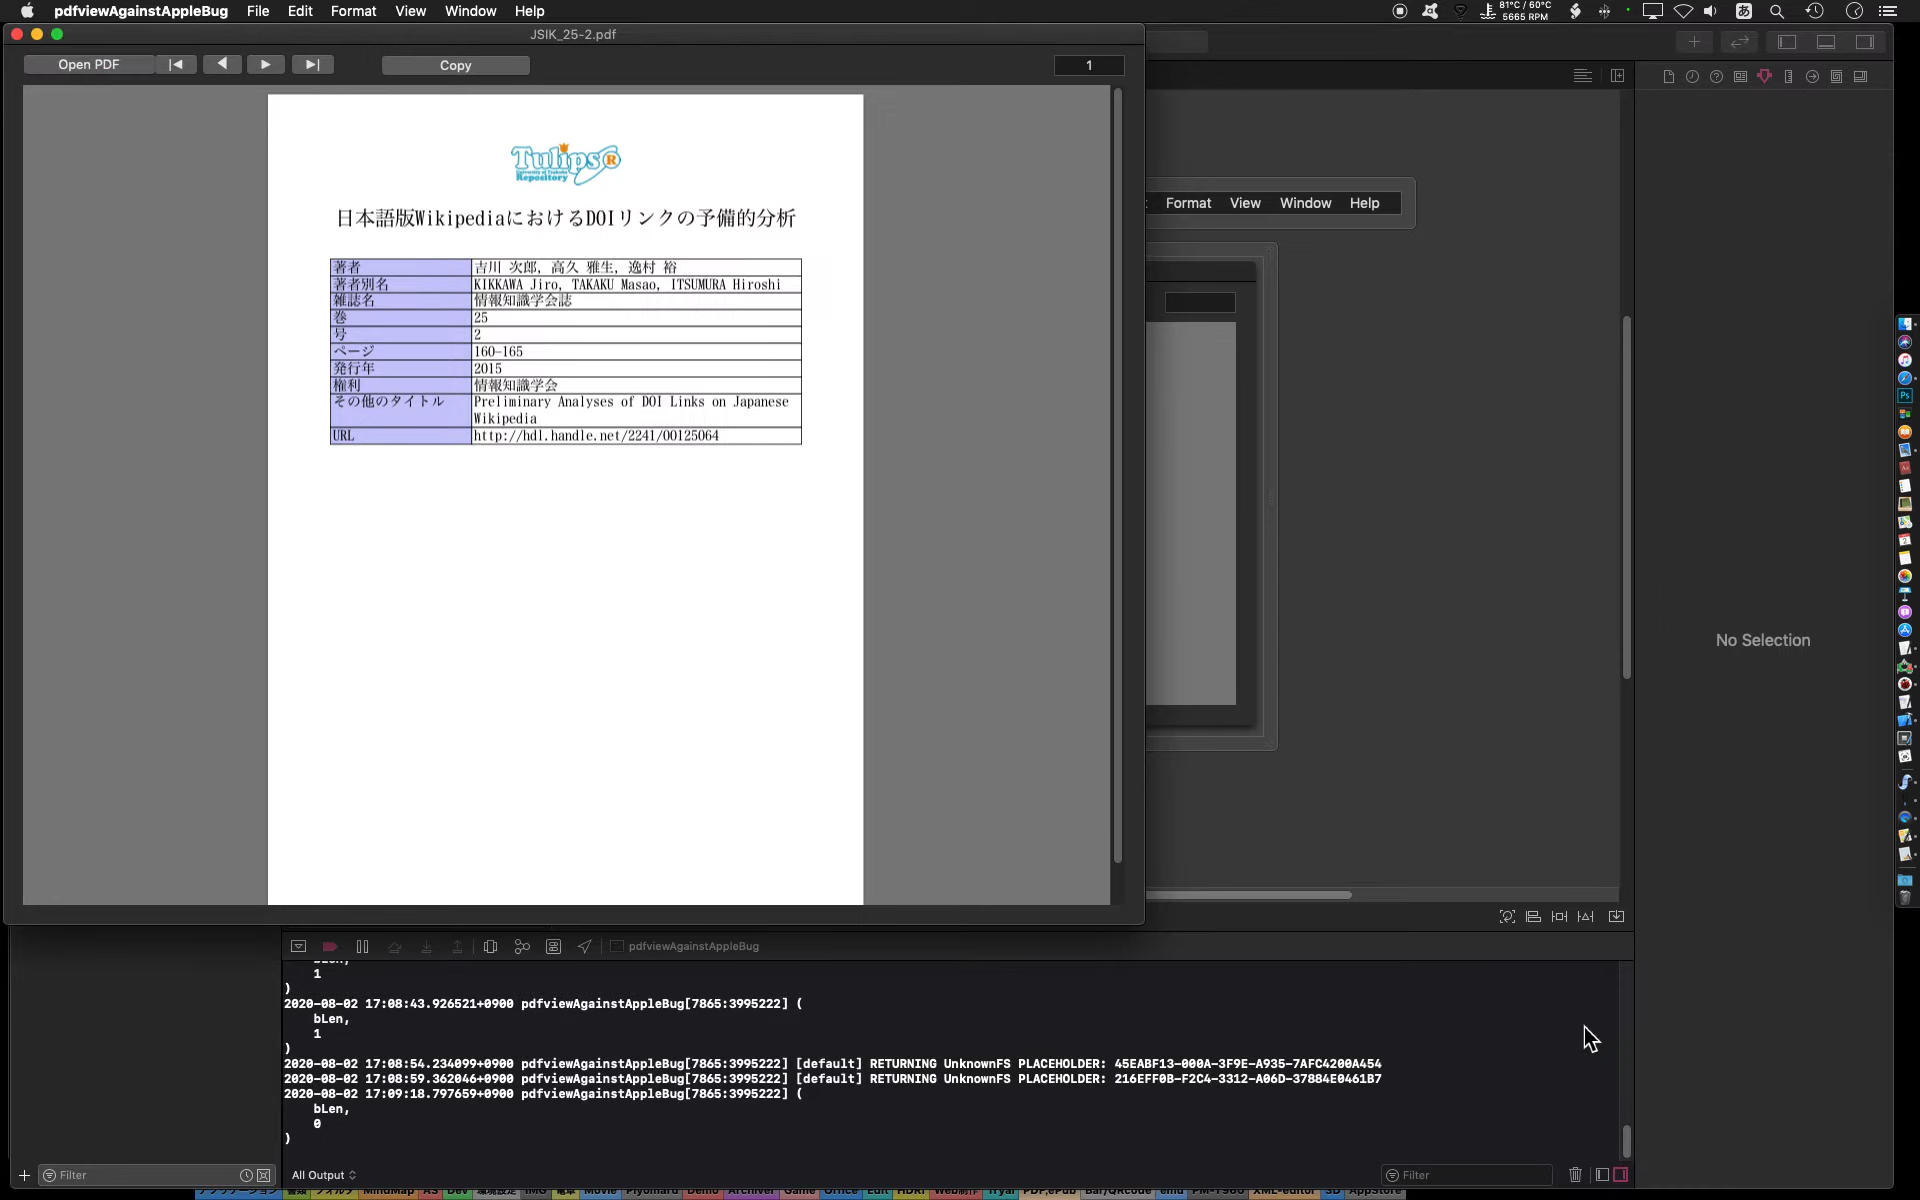 pdfviewAgainstAppleBug File Edit Format View Window Help
81°C / 60°C
5665 RPM
あ
JSIK_25-2.pdf
Open PDF
Copy
1
Tulips R
University of Tsukuba
Repository
日本語版WikipediaにおけるDOIリンクの予備的分析
著者 吉川 次郎, 高久 雅生, 逸村 裕
著者別名 KIKKAWA Jiro, TAKAKU Masao, ITSUMURA Hiroshi
雑誌名 情報知識学会誌
巻 25
号 2
ページ 160-165
発行年 2015
権利 情報知識学会
その他のタイトル Preliminary Analyses of DOI Links on Japanese
Wikipedia
URL http://hdl.handle.net/2241/00125064
Format View Window Help
No Selection
pdfviewAgainstAppleBug
1
)
2020-08-02 17:08:43.926521+0900 pdfviewAgainstAppleBug[7865:3995222] (
bLen,
1
)
2020-08-02 17:08:54.234099+0900 pdfviewAgainstAppleBug[7865:3995222] [default] RETURNING UnknownFS PLACEHOLDER: 45EABF13-000A-3F9E-A935-7AFC4200A454
2020-08-02 17:08:59.362046+0900 pdfviewAgainstAppleBug[7865:3995222] [default] RETURNING UnknownFS PLACEHOLDER: 216EFF0B-F2C4-3312-A06D-37884E0461B7
2020-08-02 17:09:18.797659+0900 pdfviewAgainstAppleBug[7865:3995222] (
bLen,
0
)
Filter
All Output
Filter